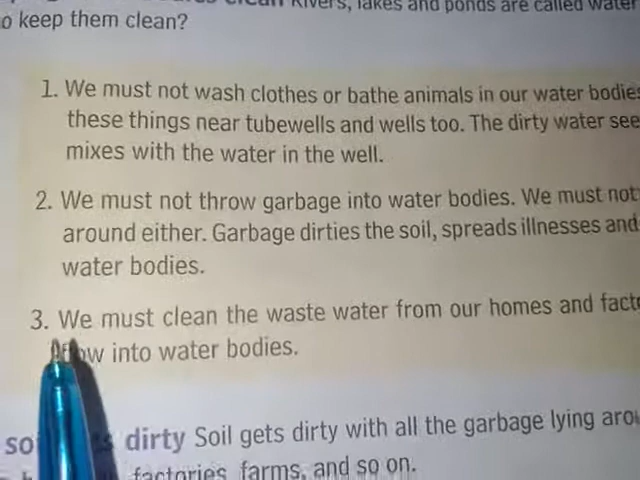 Rivers, lakes and ponds are called water
o keep them clean?
1. We must not wash clothes or bathe animals in our water bodies
these things near tubewells and wells too. The dirty water see
mixes with the water in the well.
2. We must not throw garbage into water bodies. We must not
around either. Garbage dirties the soil, spreads illnesses and
water bodies.
3. We must clean the waste water from our homes and fact
into water bodies.
so dirty Soil gets dirty with all the garbage lying arou
factories, farms, and so on.